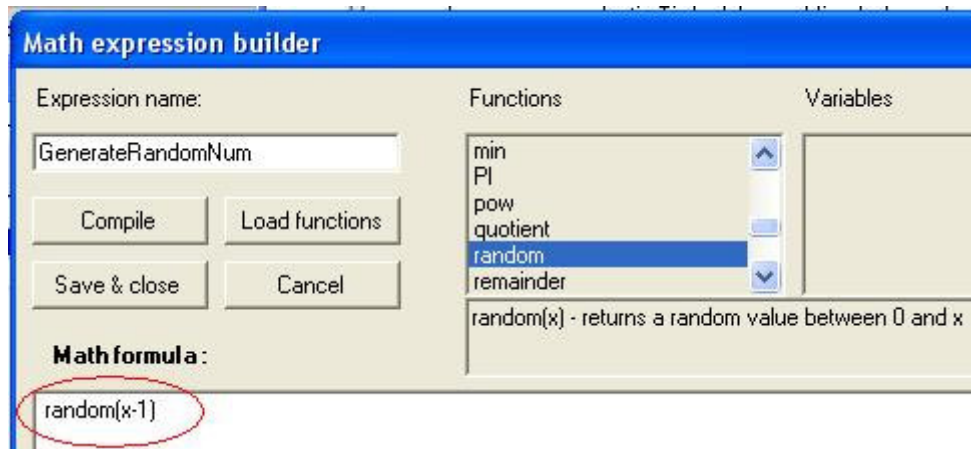 Math expression builder
Expression name:
GenerateRandomNum
Compile
Load functions
Save & close
Cancel
Functions
min
PI
pow
quotient
random
remainder
Variables
random(x) - returns a random value between 0 and x
Math formula :
random(x-1)